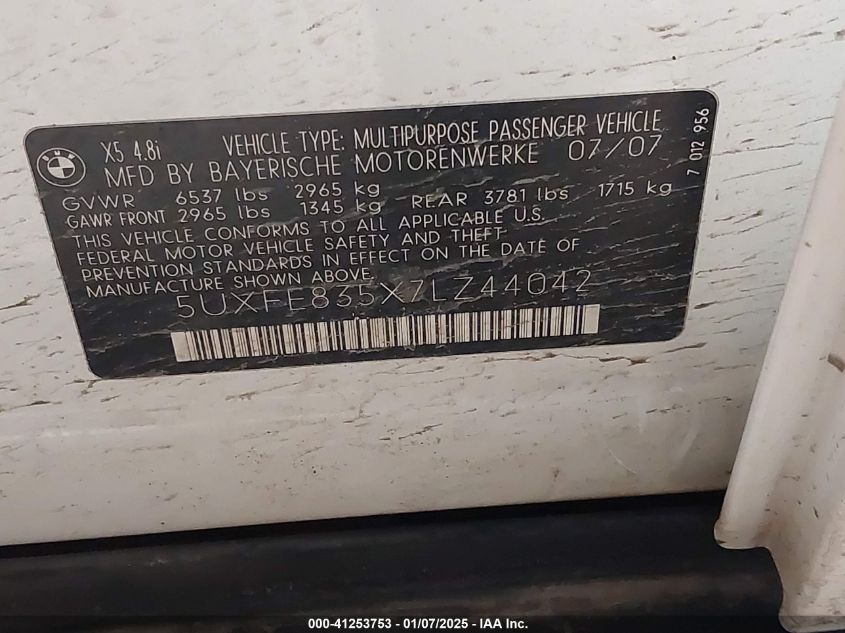 BMW
X5 4.8i VEHICLE TYPE: MULTIPURPOSE PASSENGER VEHICLE
MFD BY BAYERISCHE MOTORENWERKE 07/07
GVWR 6537 lbs 2965 kg
GAWR FRONT 2965 lbs 1345 kg REAR 3781 lbs 1715 kg
THIS VEHICLE CONFORMS TO ALL APPLICABLE U.S.
FEDERAL MOTOR VEHICLE SAFETY AND THEFT
PREVENTION STANDARDS IN EFFECT ON THE DATE OF
MANUFACTURE SHOWN ABOVE.
5UXFE835X7LZ44042
7 012 956
000-41253753 - 01/07/2025 - IAA Inc.